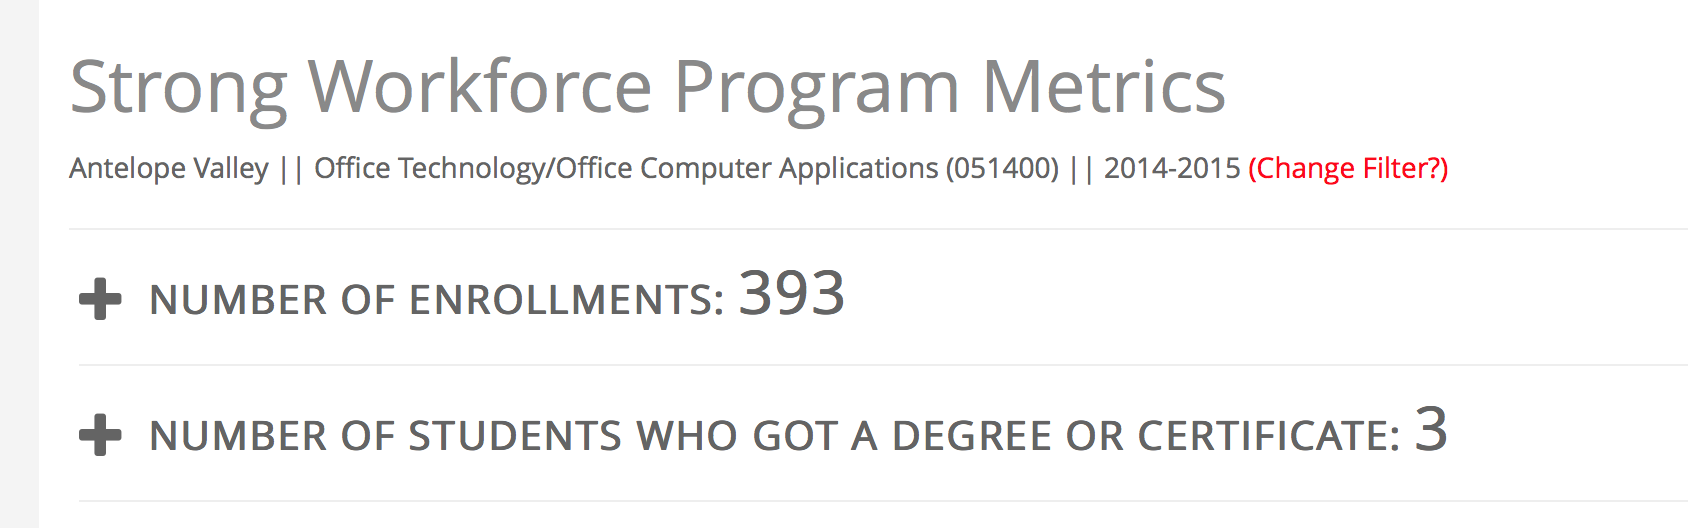 Strong Workforce Program Metrics
Antelope Valley || Office Technology/Office Computer Applications (051400) || 2014-2015 (Change Filter?)
NUMBER OF ENROLLMENTS: 393
NUMBER OF STUDENTS WHO GOT A DEGREE OR CERTIFICATE: 3